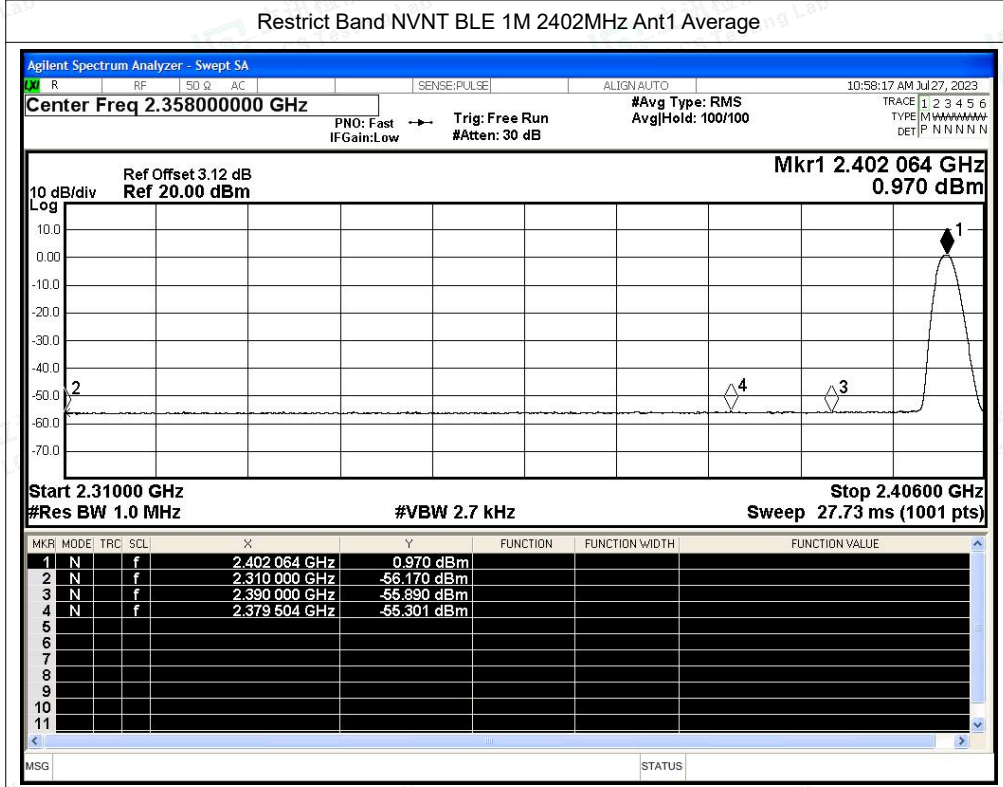 Restrict Band NVNT BLE 1M 2402MHz Ant1 Average
Agilent Spectrum Analyzer - Swept SA
LXI R RF 50 Ω AC SENSE:PULSE ALIGN AUTO 10:58:17 AM Jul 27, 2023
Center Freq 2.358000000 GHz #Avg Type: RMS TRACE 1 2 3 4 5 6
PNO: Fast Trig: Free Run Avg|Hold: 100/100 TYPE M WWWWW
IFGain:Low #Atten: 30 dB DET P N N N N N
Mkr1 2.402 064 GHz
Ref Offset 3.12 dB
10 dB/div Ref 20.00 dBm 0.970 dBm
Log
10.0
1
0.00
-10.0
-20.0
-30.0
-40.0
-50.0 2 4 3
-60.0
-70.0
Start 2.31000 GHz Stop 2.40600 GHz
#Res BW 1.0 MHz #VBW 2.7 kHz Sweep 27.73 ms (1001 pts)
MKR MODE TRC SCL X Y FUNCTION FUNCTION WIDTH FUNCTION VALUE
1 N f 2.402 064 GHz 0.970 dBm
2 N f 2.310 000 GHz -56.170 dBm
3 N f 2.390 000 GHz -55.890 dBm
4 N f 2.379 504 GHz -55.301 dBm
5
6
7
8
9
10
11
MSG STATUS